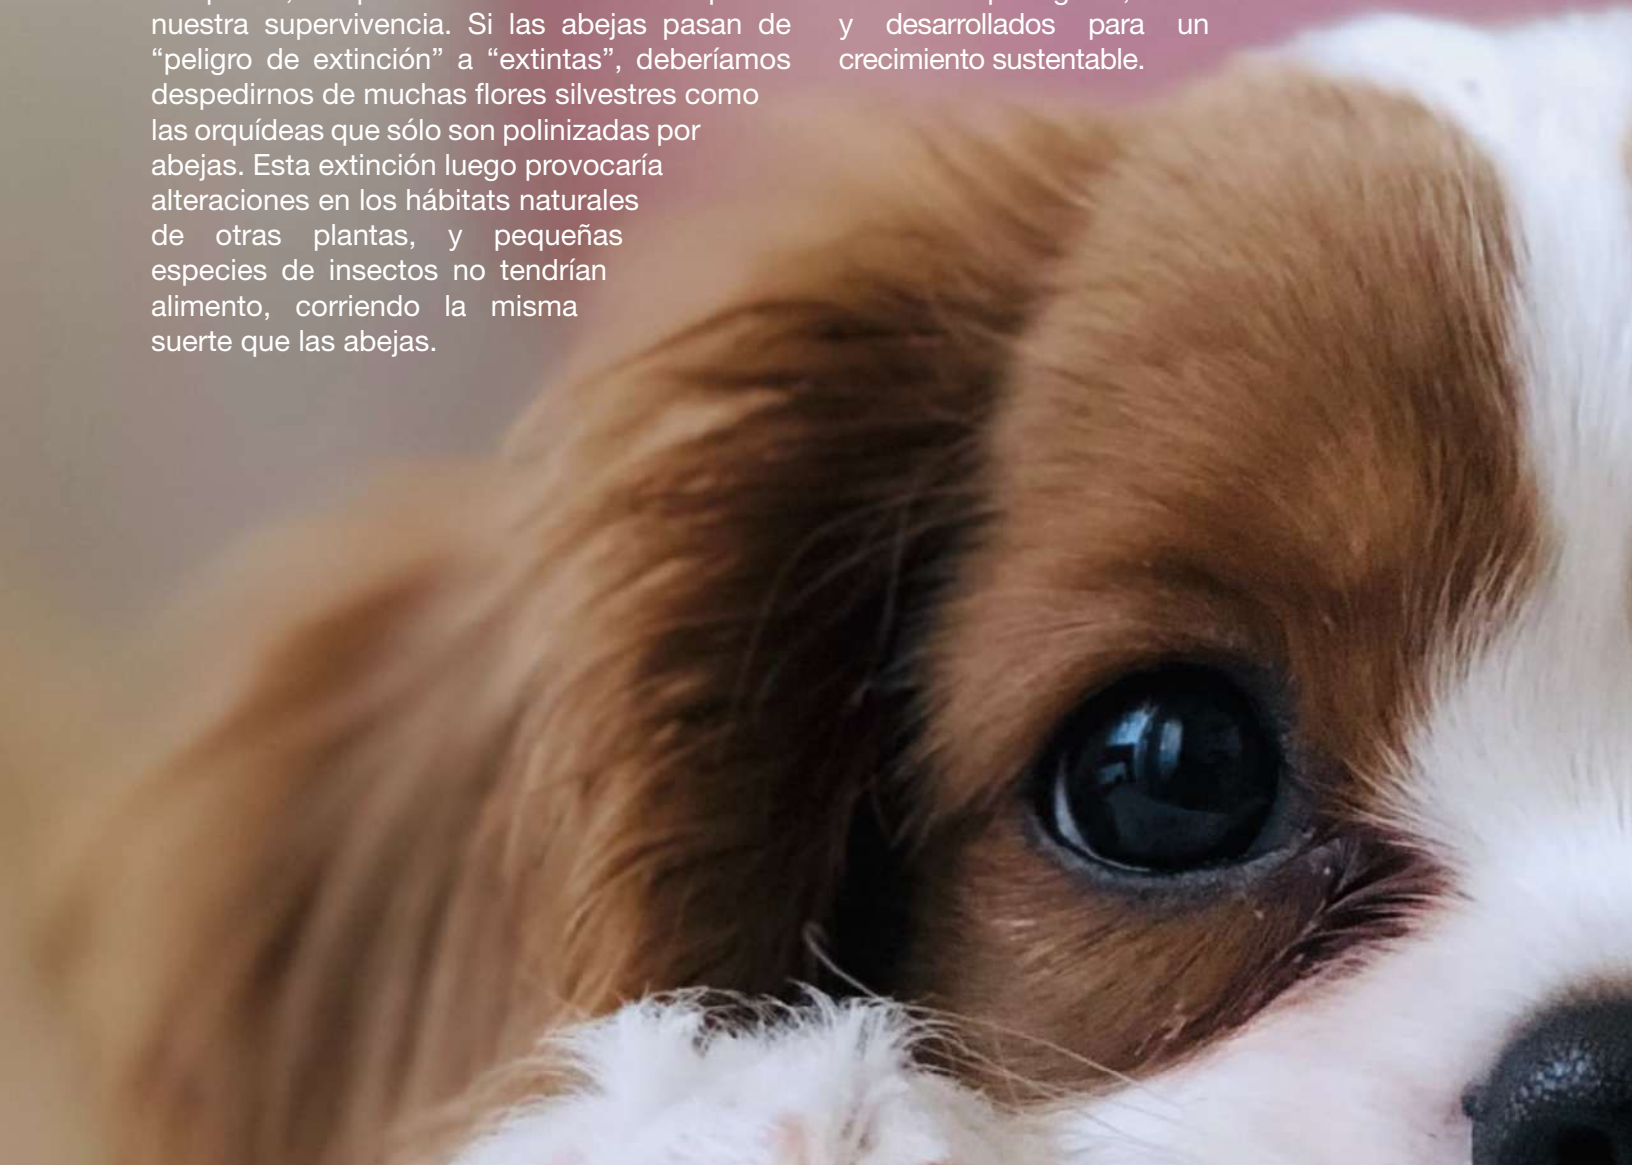 nuestra supervivencia. Si las abejas pasan de
“peligro de extinción” a “extintas”, deberíamos
despedirnos de muchas flores silvestres como
las orquídeas que sólo son polinizadas por
abejas. Esta extinción luego provocaría
alteraciones en los hábitats naturales
de otras plantas, y pequeñas
especies de insectos no tendrían
alimento, corriendo la misma
suerte que las abejas.
y desarrollados para un
crecimiento sustentable.